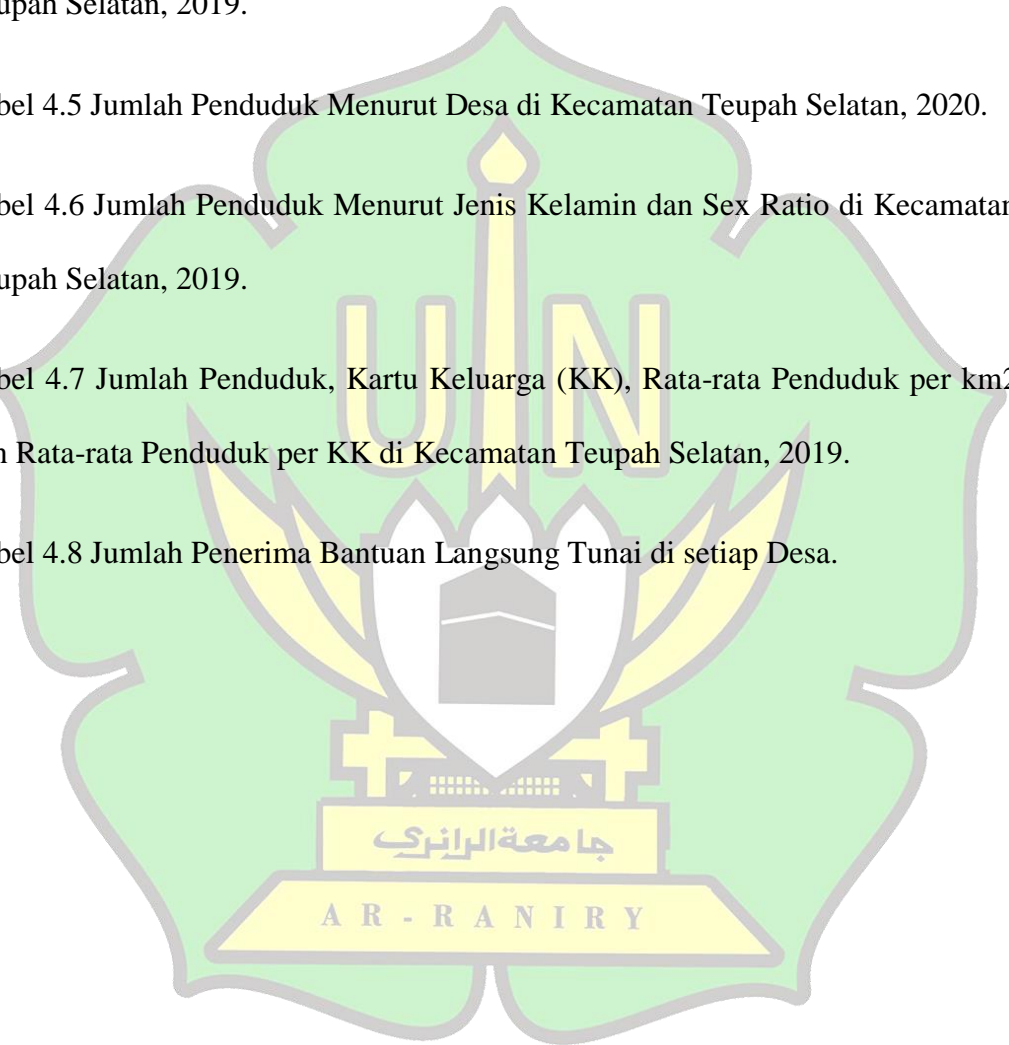 upah Selatan, 2019.
bel 4.5 Jumlah Penduduk Menurut Desa di Kecamatan Teupah Selatan, 2020.
bel 4.6 Jumlah Penduduk Menurut Jenis Kelamin dan Sex Ratio di Kecamatan
upah Selatan, 2019.
bel 4.7 Jumlah Penduduk, Kartu Keluarga (KK), Rata-rata Penduduk per km2
n Rata-rata Penduduk per KK di Kecamatan Teupah Selatan, 2019.
bel 4.8 Jumlah Penerima Bantuan Langsung Tunai di setiap Desa.
UIN
جامعةالرانري
AR-RANIRY